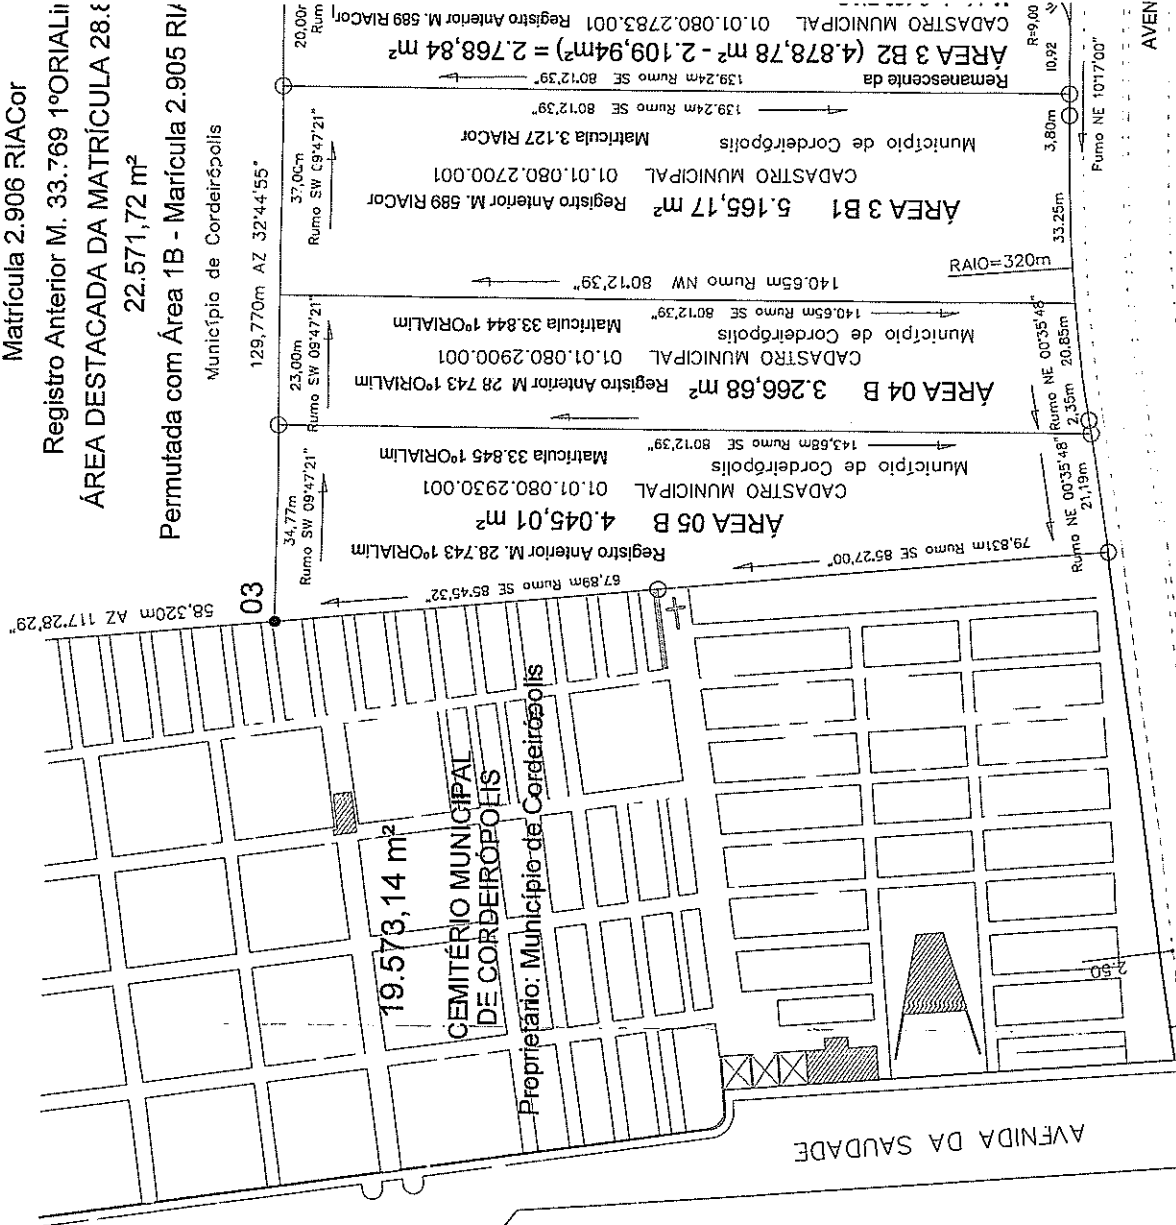 Matrícula 2.906 RIACor
Registro Anterior M. 33.769 1ºORIALi
ÁREA DESTACADA DA MATRÍCULA 28.
22.571,72 m²
Permutada com Área 1B - Marícula 2.905 RIA
Município de Cordeirópolis
129,770m AZ 32°44'55"
58,320m AZ 117°28'29"
03
20,00
Rum
CADASTRO MUNICIPAL 01.01.080.2783.001 Registro Anterior M. 589 RIACor
Remanescente da
ÁREA 3 B2 (4.878,78 m² - 2.109,94m²) = 2.768,84 m²
139.24m Rumo SE 80°12'39"
R=9,00
10,92
3,80m
Rumo NE 10°17'00"
AVEN
37,00m
Rumo SW 09°47'21"
ÁREA 3 B1 5.165,17 m² Registro Anterior M. 589 RIACor
CADASTRO MUNICIPAL 01.01.080.2700.001
Município de Cordeirópolis Matrícula 3.127 RIACor
139.24m Rumo SE 80°12'39"
33.25m
RAIO=320m
140.65m Rumo NW 80°12'39"
23,00m
Rumo SW 09°47'21"
ÁREA 04 B 3.266,68 m² Registro Anterior M 28 743 1ºORIALim
CADASTRO MUNICIPAL 01.01.080.2900.001
Município de Cordeirópolis Matrícula 33.844 1ºORIALim
140.65m Rumo SE 80°12'39"
Rumo NE 00°35'48"
2,35m 20.85m
34,77m
Rumo SW 09°47'21"
Registro Anterior M. 28.743 1ºORIALim
ÁREA 05 B 4.045,01 m²
CADASTRO MUNICIPAL 01.01.080.2930.001
Município de Cordeirópolis Matrícula 33.845 1ºORIALim
143,68m Rumo SE 80°12'39"
Rumo NE 00°35'48"
21,19m
67,89m Rumo SE 85°45'32"
79,831m Rumo SE 85°27'00"
19.573,14 m²
CEMITÉRIO MUNICIPAL
DE CORDEIRÓPOLIS
Proprietário: Município de Cordeirópolis
2.50
AVENIDA DA SAUDADE